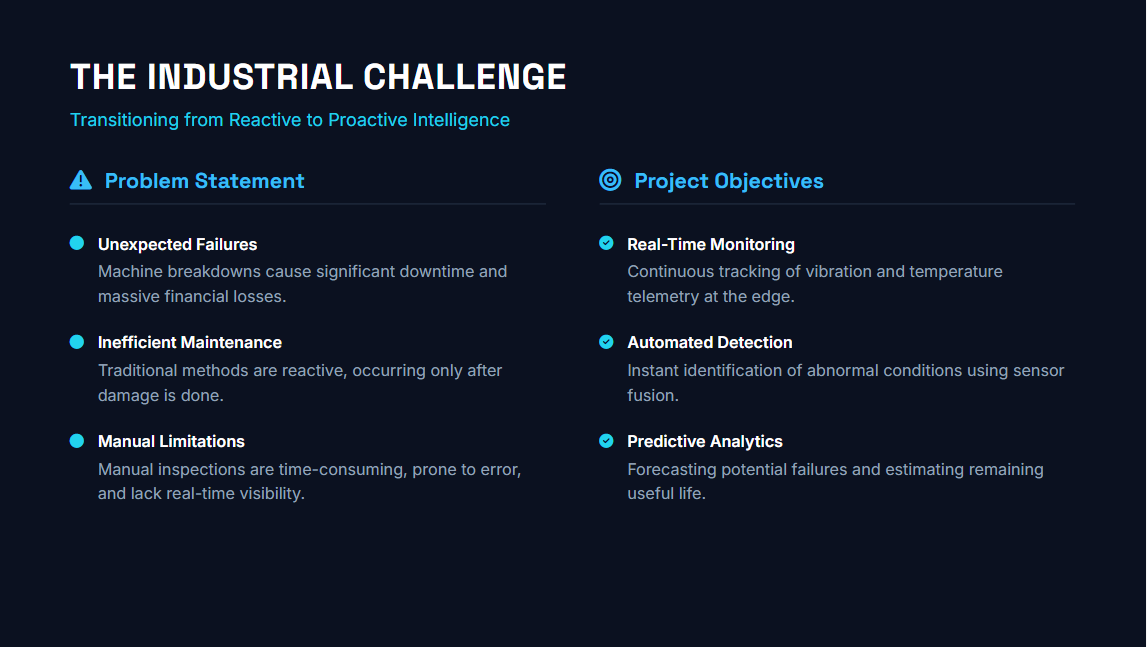 THE INDUSTRIAL CHALLENGE
Transitioning from Reactive to Proactive Intelligence
Problem Statement
Unexpected Failures
Machine breakdowns cause significant downtime and
massive financial losses.
Inefficient Maintenance
Traditional methods are reactive, occurring only after
damage is done.
Manual Limitations
Manual inspections are time-consuming, prone to error,
and lack real-time visibility.
Project Objectives
Real-Time Monitoring
Continuous tracking of vibration and temperature
telemetry at the edge.
Automated Detection
Instant identification of abnormal conditions using sensor
fusion.
Predictive Analytics
Forecasting potential failures and estimating remaining
useful life.